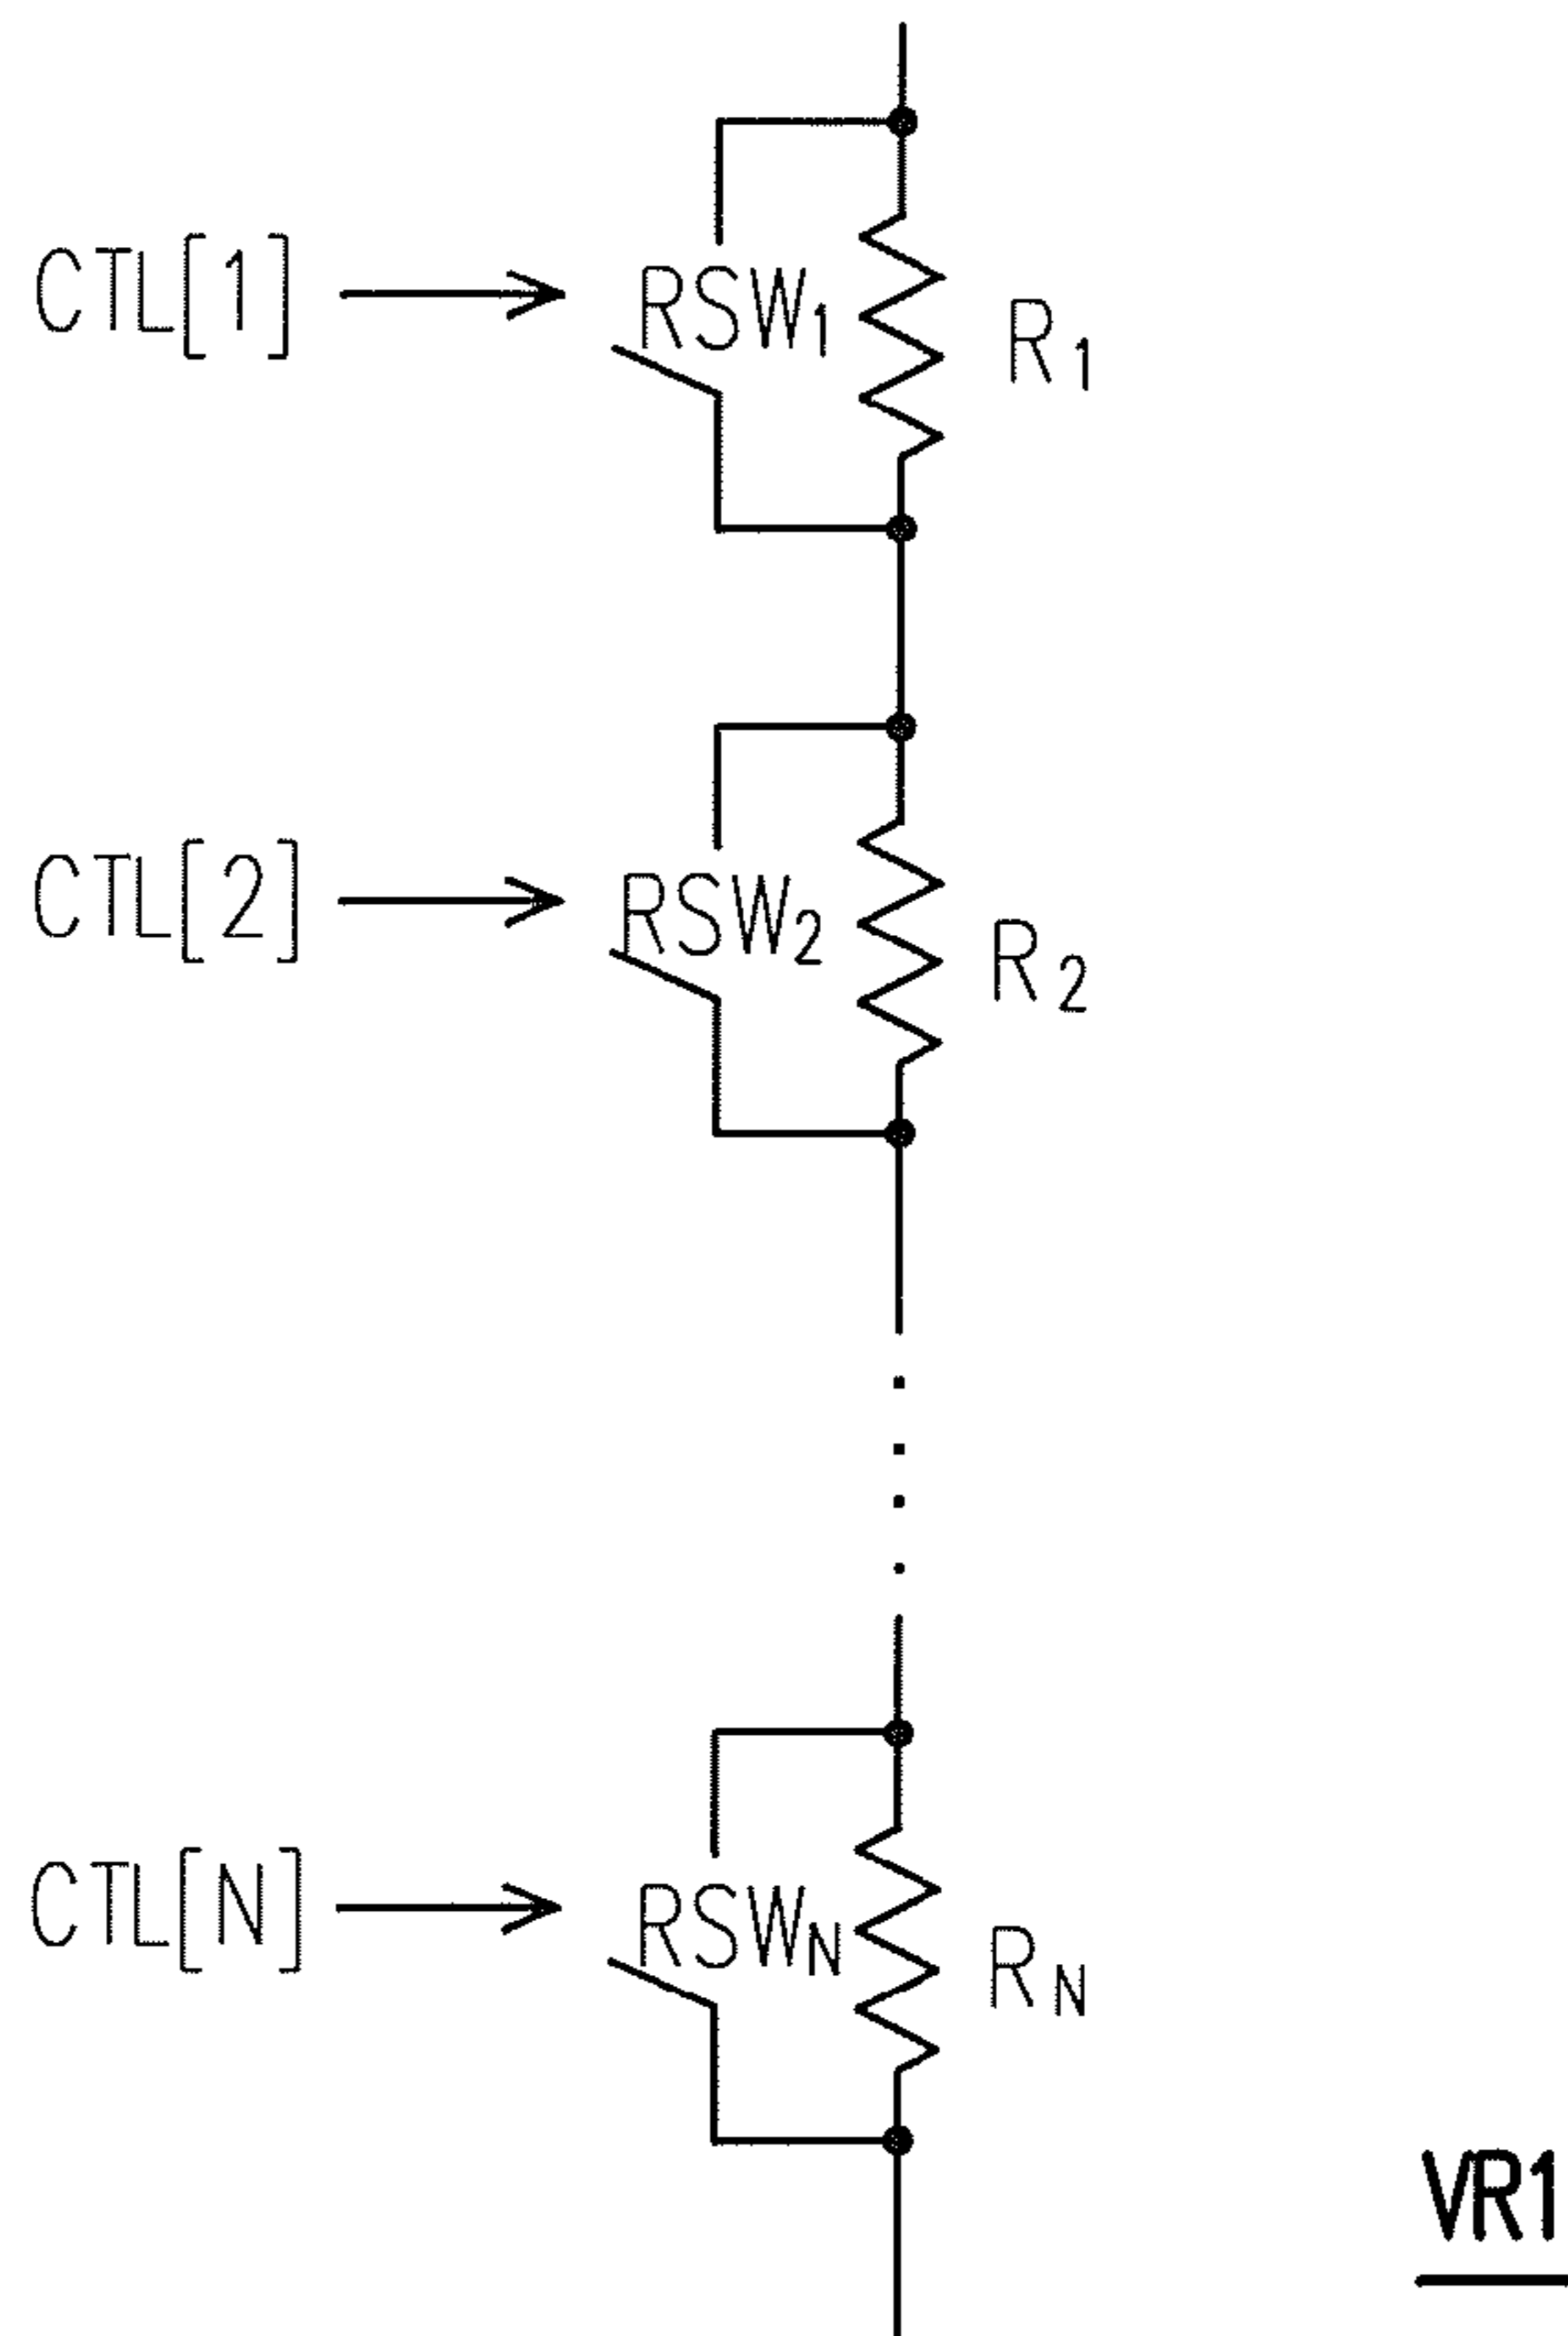 CTL[1]
RSW1
R1
CTL[2]
RSW2
R2
CTL[N]
RSWN
RN
VR1